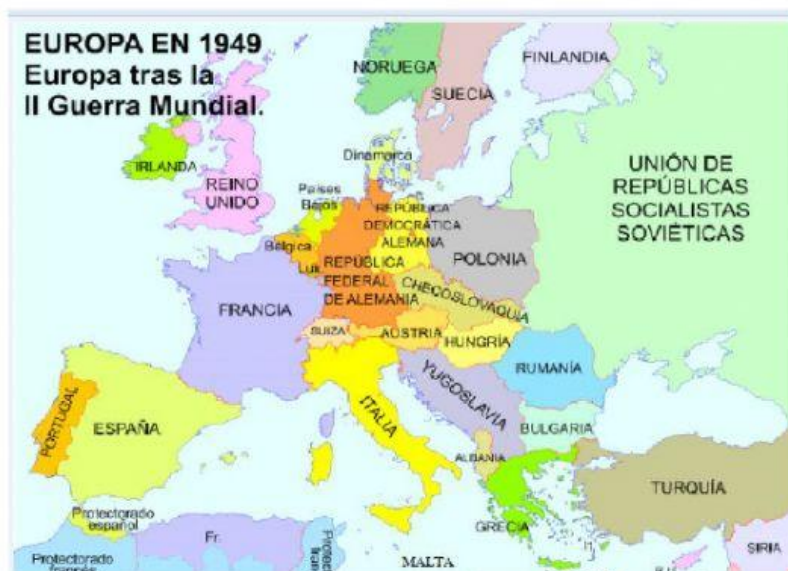 EUROPA EN 1949
Europa tras la
II Guerra Mundial.
NORUEGA
SUECIA
FINLANDIA
IRLANDA
REINO
UNIDO
Dinamarca
Países
Bajos
Bélgica
Lux
REPÚBLICA
DEMOCRÁTICA
ALEMANA
REPÚBLICA
FEDERAL
DE ALEMANIA
POLONIA
UNIÓN DE
REPÚBLICAS
SOCIALISTAS
SOVIÉTICAS
CHECOSLOVAQUIA
FRANCIA
SUIZA
AUSTRIA
HUNGRÍA
RUMANÍA
YUGOSLAVIA
ITALIA
PORTUGAL
ESPAÑA
BULGARIA
ALBANIA
TURQUÍA
GRECIA
Protectorado
español
Fr.
Protectorado
MALTA
SIRIA